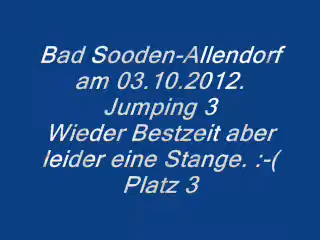 Bad Sooden-Allendorf
am 03.10.2012.
Jumping 3
Wieder Bestzeit aber
leider eine Stange. :-(
Platz 3